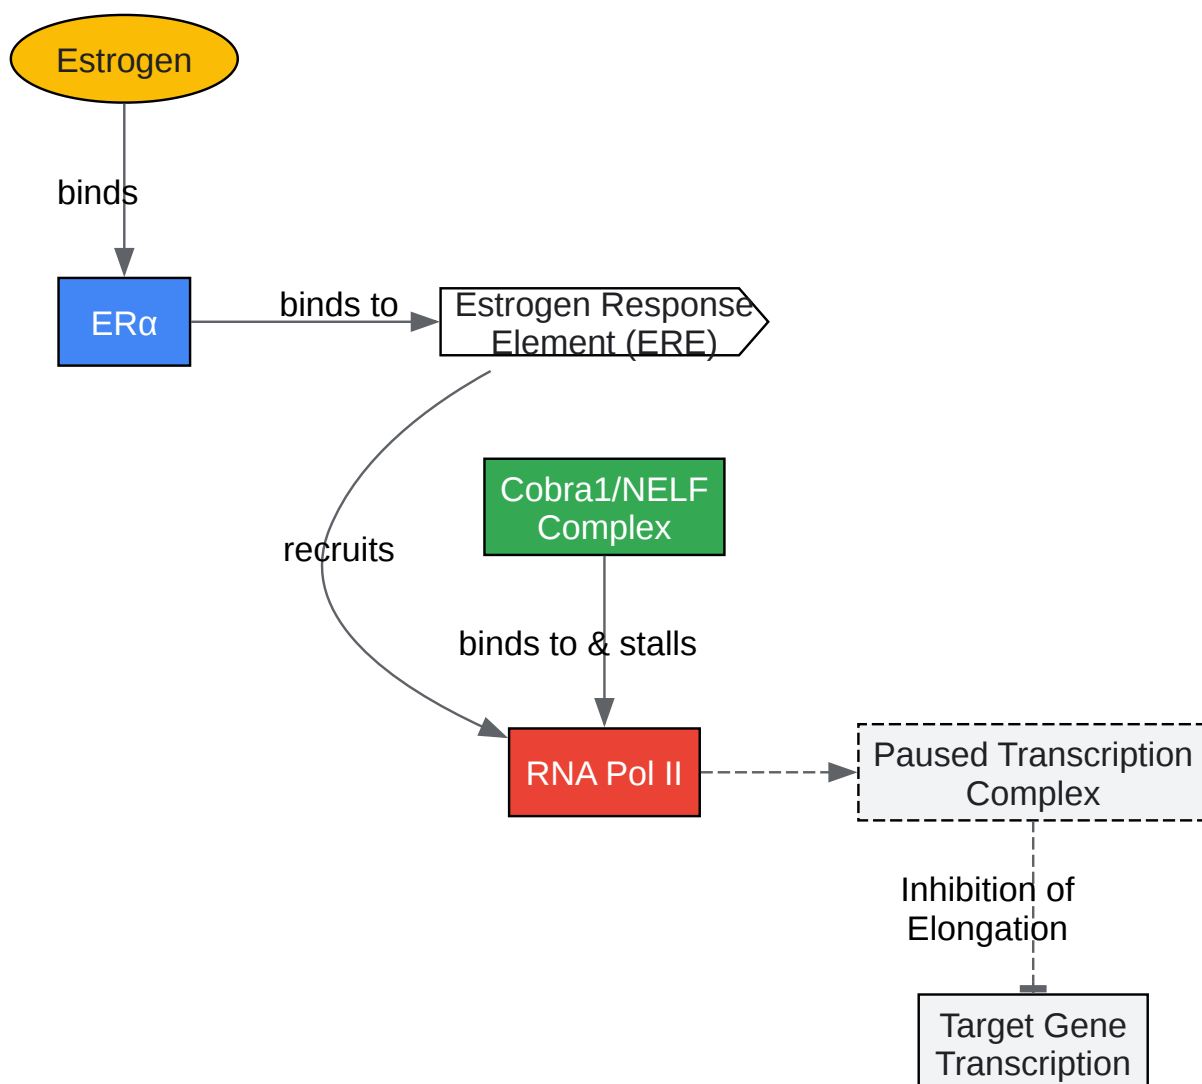 Estrogen
binds
ERα
binds to
Estrogen Response
Element (ERE)
recruits
Cobra1/NELF
Complex
binds to & stalls
RNA Pol II
Paused Transcription
Complex
Inhibition of
Elongation
Target Gene
Transcription